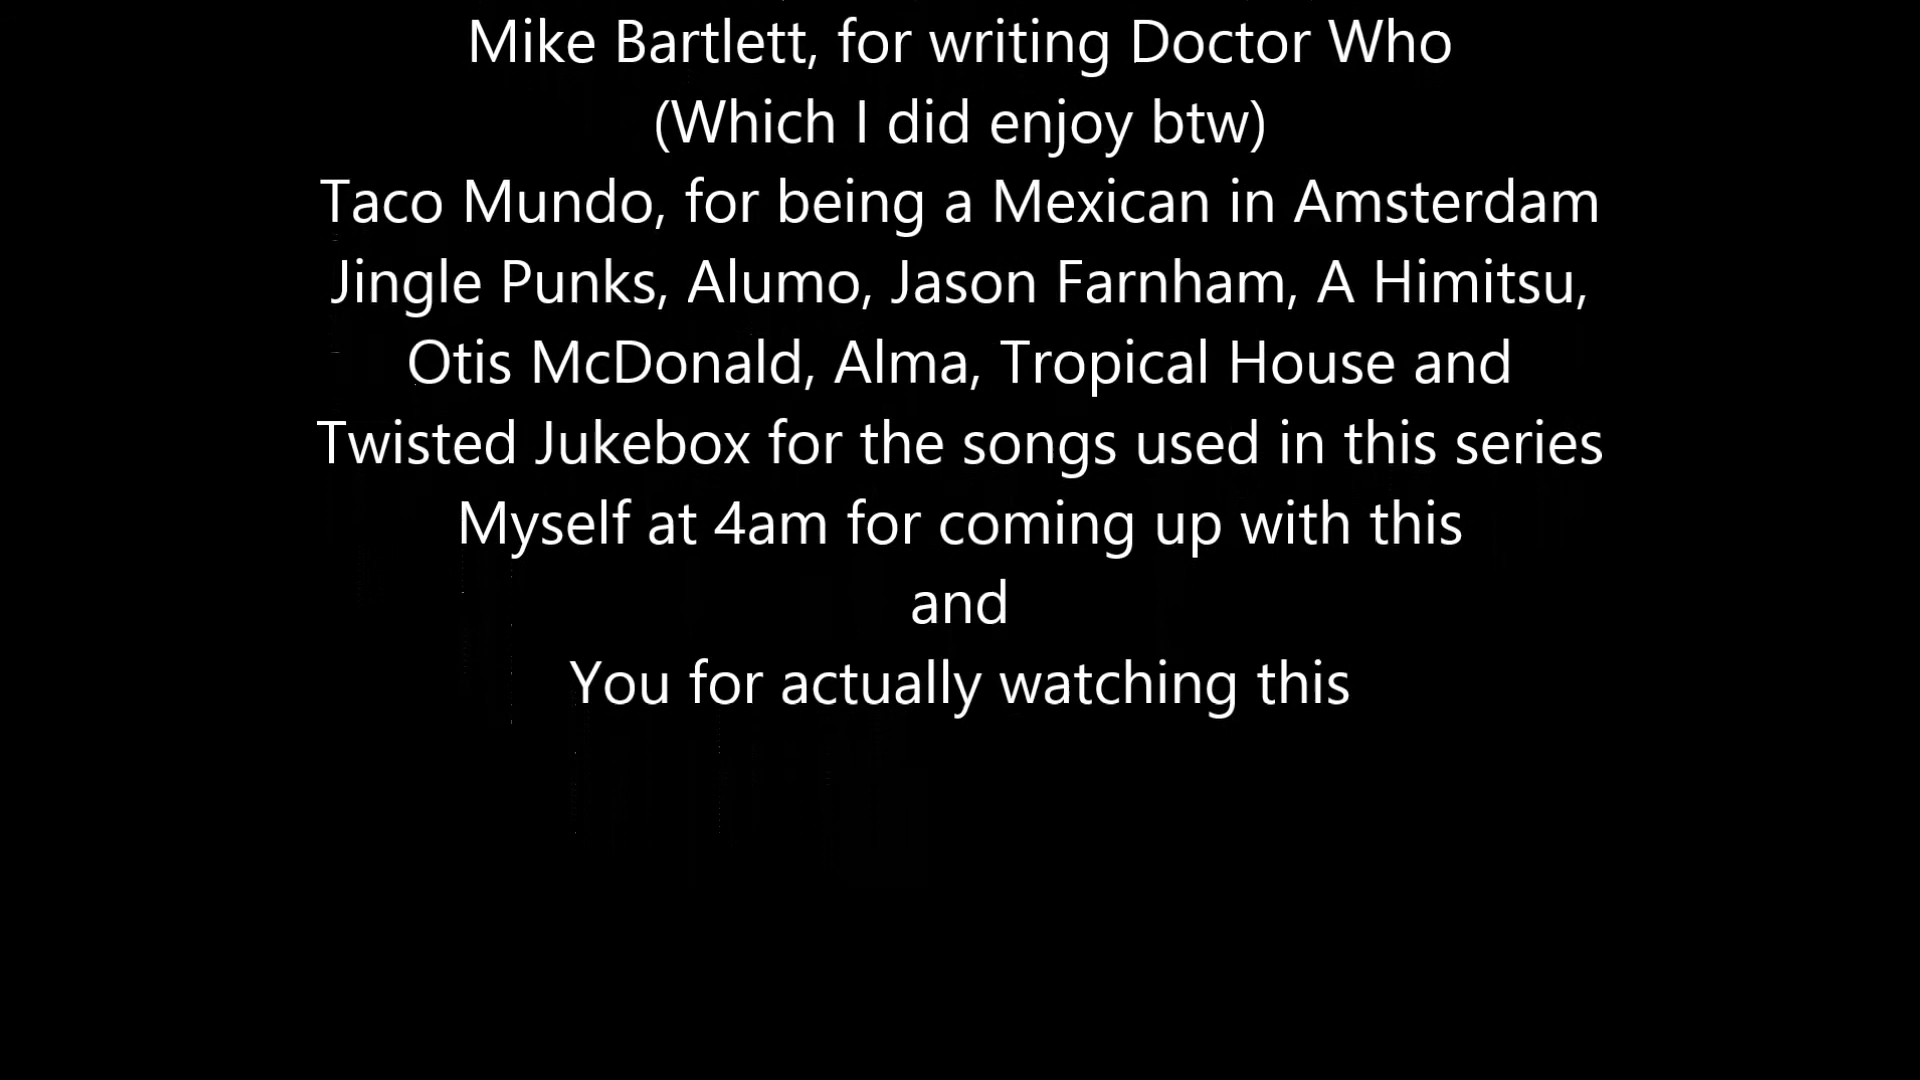 Mike Bartlett, for writing Doctor Who
(Which I did enjoy btw)
Taco Mundo, for being a Mexican in Amsterdam
Jingle Punks, Alumo, Jason Farnham, A Himitsu,
Otis McDonald, Alma, Tropical House and
Twisted Jukebox for the songs used in this series
Myself at 4am for coming up with this
and
You for actually watching this